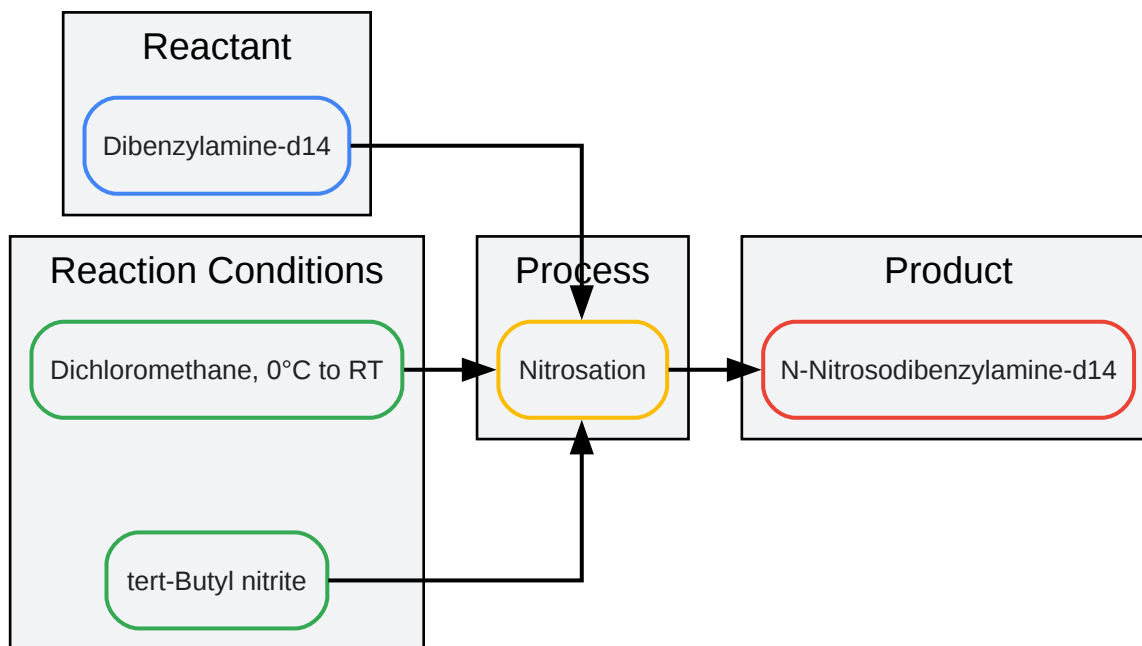 Reactant
Dibenzylamine-d14
Reaction Conditions
Dichloromethane, 0°C to RT
tert-Butyl nitrite
Process
Nitrosation
Product
N-Nitrosodibenzylamine-d14